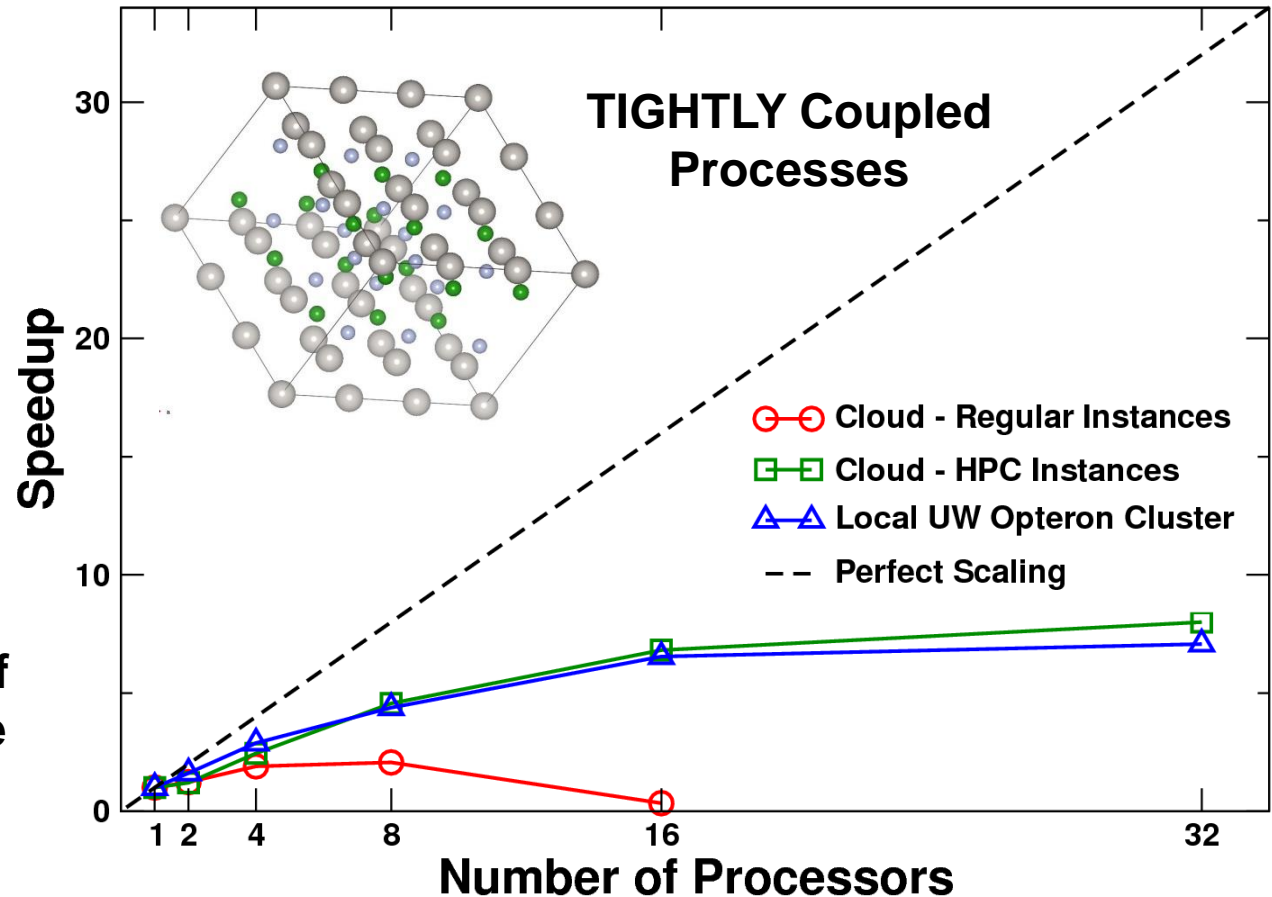 TIGHTLY Coupled
Processes
30
20
10
0
Speedup
Cloud - Regular Instances
Cloud - HPC Instances
Local UW Opteron Cluster
Perfect Scaling
f
e
1 2 4 8 16 32
Number of Processors